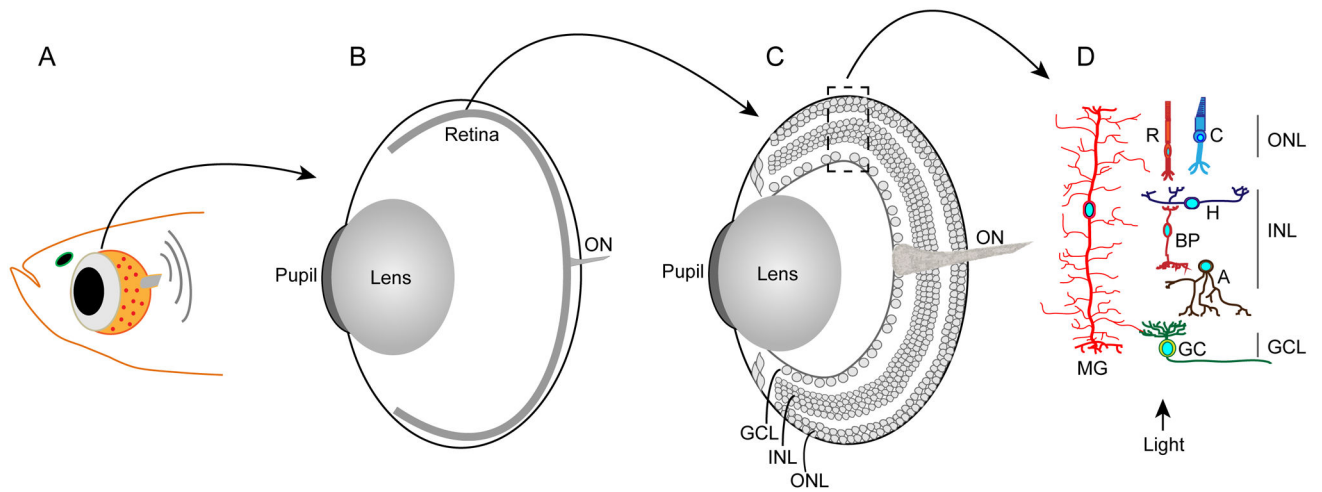 A
B
C
D
Retina
ON
Pupil
Lens
ON
Pupil
Lens
GCL
INL
ONL
R
C
ONL
H
BP
INL
A
GC
GCL
MG
Light